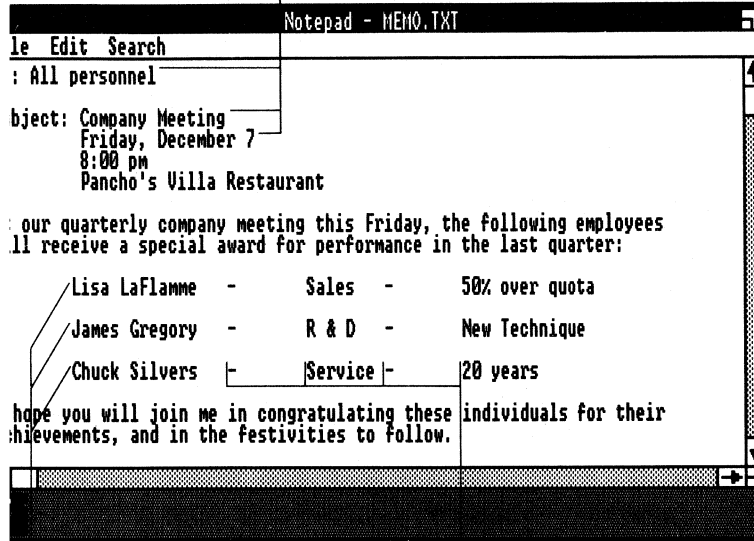 Notepad - MEMO.TXT
le Edit Search
: All personnel
bject: Company Meeting
Friday, December 7
8:00 pm
Pancho's Villa Restaurant
our quarterly company meeting this Friday, the following employees
ll receive a special award for performance in the last quarter:
Lisa LaFlamme - Sales - 50% over quota
James Gregory - R & D - New Technique
Chuck Silvers - Service - 20 years
hope you will join me in congratulating these individuals for their
chievements, and in the festivities to follow.